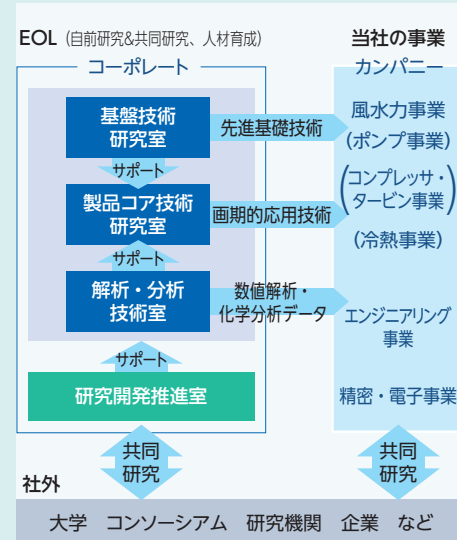 EOL（自前研究&共同研究、人材育成）
コーポレート
基盤技術
研究室
サポート
製品コア技術
研究室
サポート
解析・分析
技術室
サポート
研究開発推進室
先進基礎技術
画期的応用技術
数値解析・
化学分析データ
当社の事業
カンパニー
風水力事業
(ポンプ事業)
(コンプレッサ・
タービン事業)
(冷熱事業)
エンジニアリング
事業
精密・電子事業
共同
研究
共同
研究
社外
大学 コンソーシアム 研究機関 企業 など